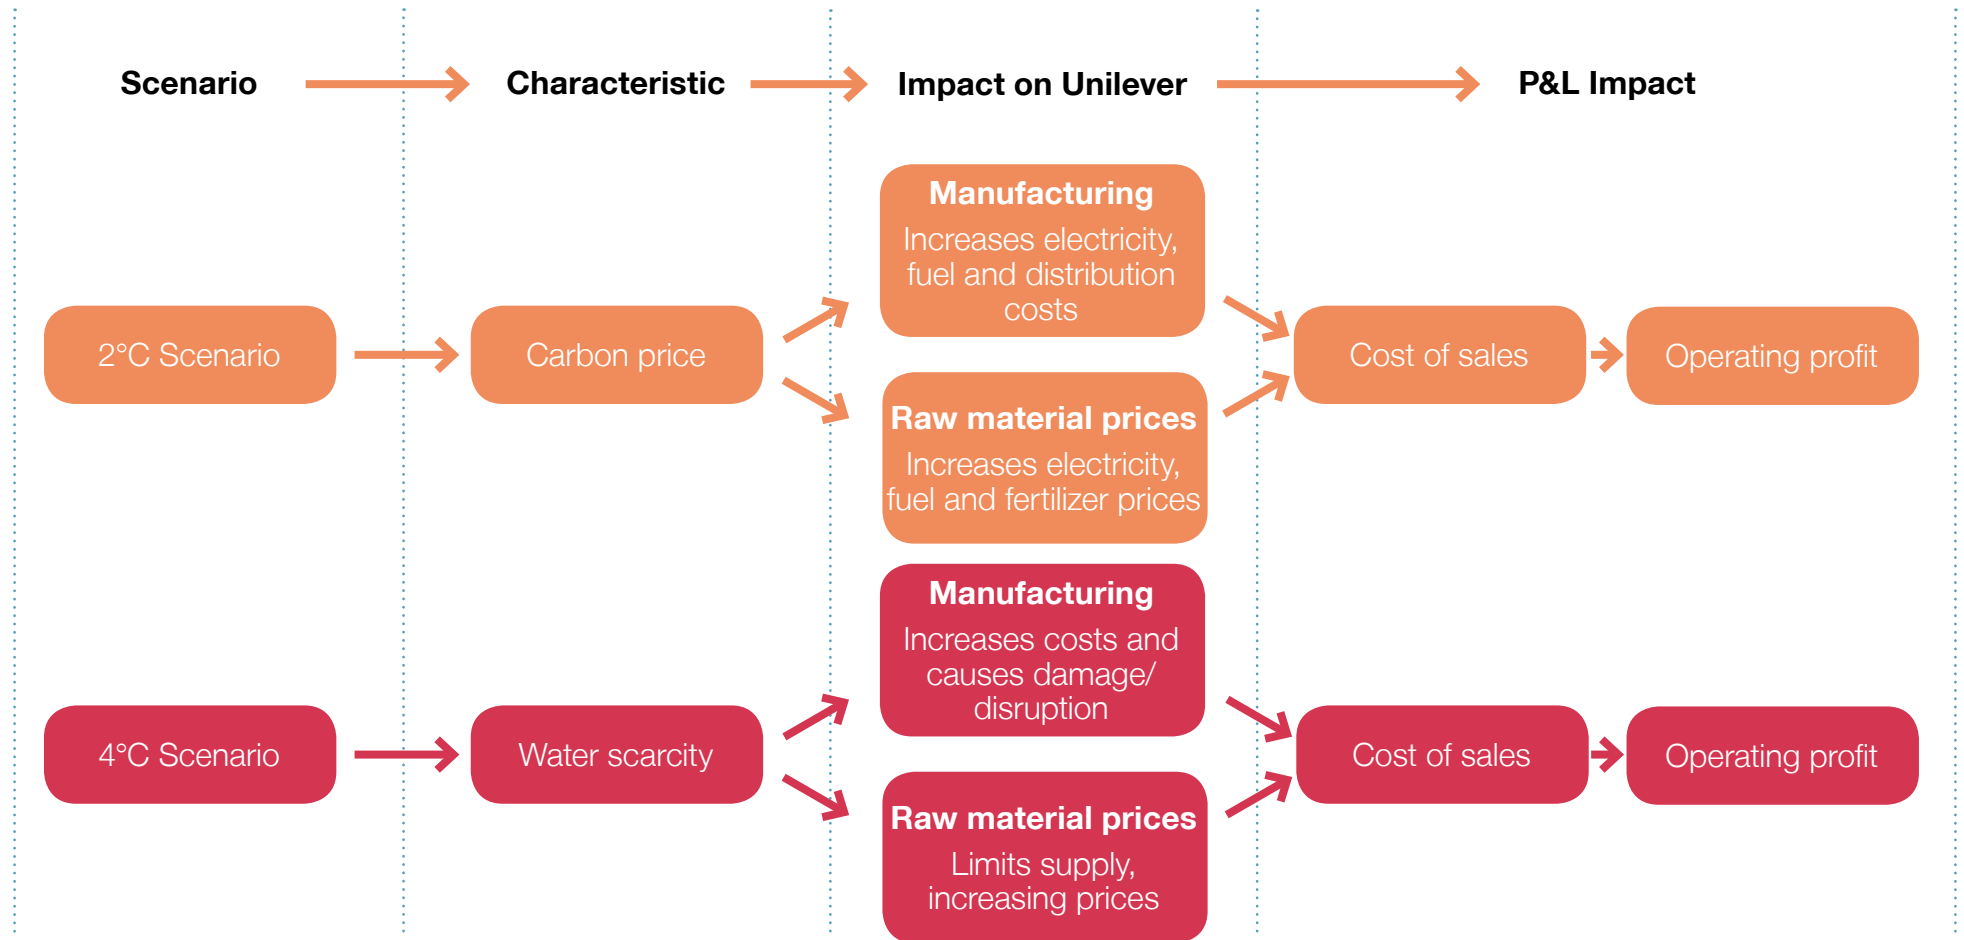 Scenario
Characteristic
Impact on Unilever
P&L Impact
2°C Scenario
Carbon price
Manufacturing
Increases electricity,
fuel and distribution
costs
Raw material prices
Increases electricity,
fuel and fertilizer prices
Cost of sales
Operating profit
4°C Scenario
Water scarcity
Manufacturing
Increases costs and
causes damage/
disruption
Raw material prices
Limits supply,
increasing prices
Cost of sales
Operating profit